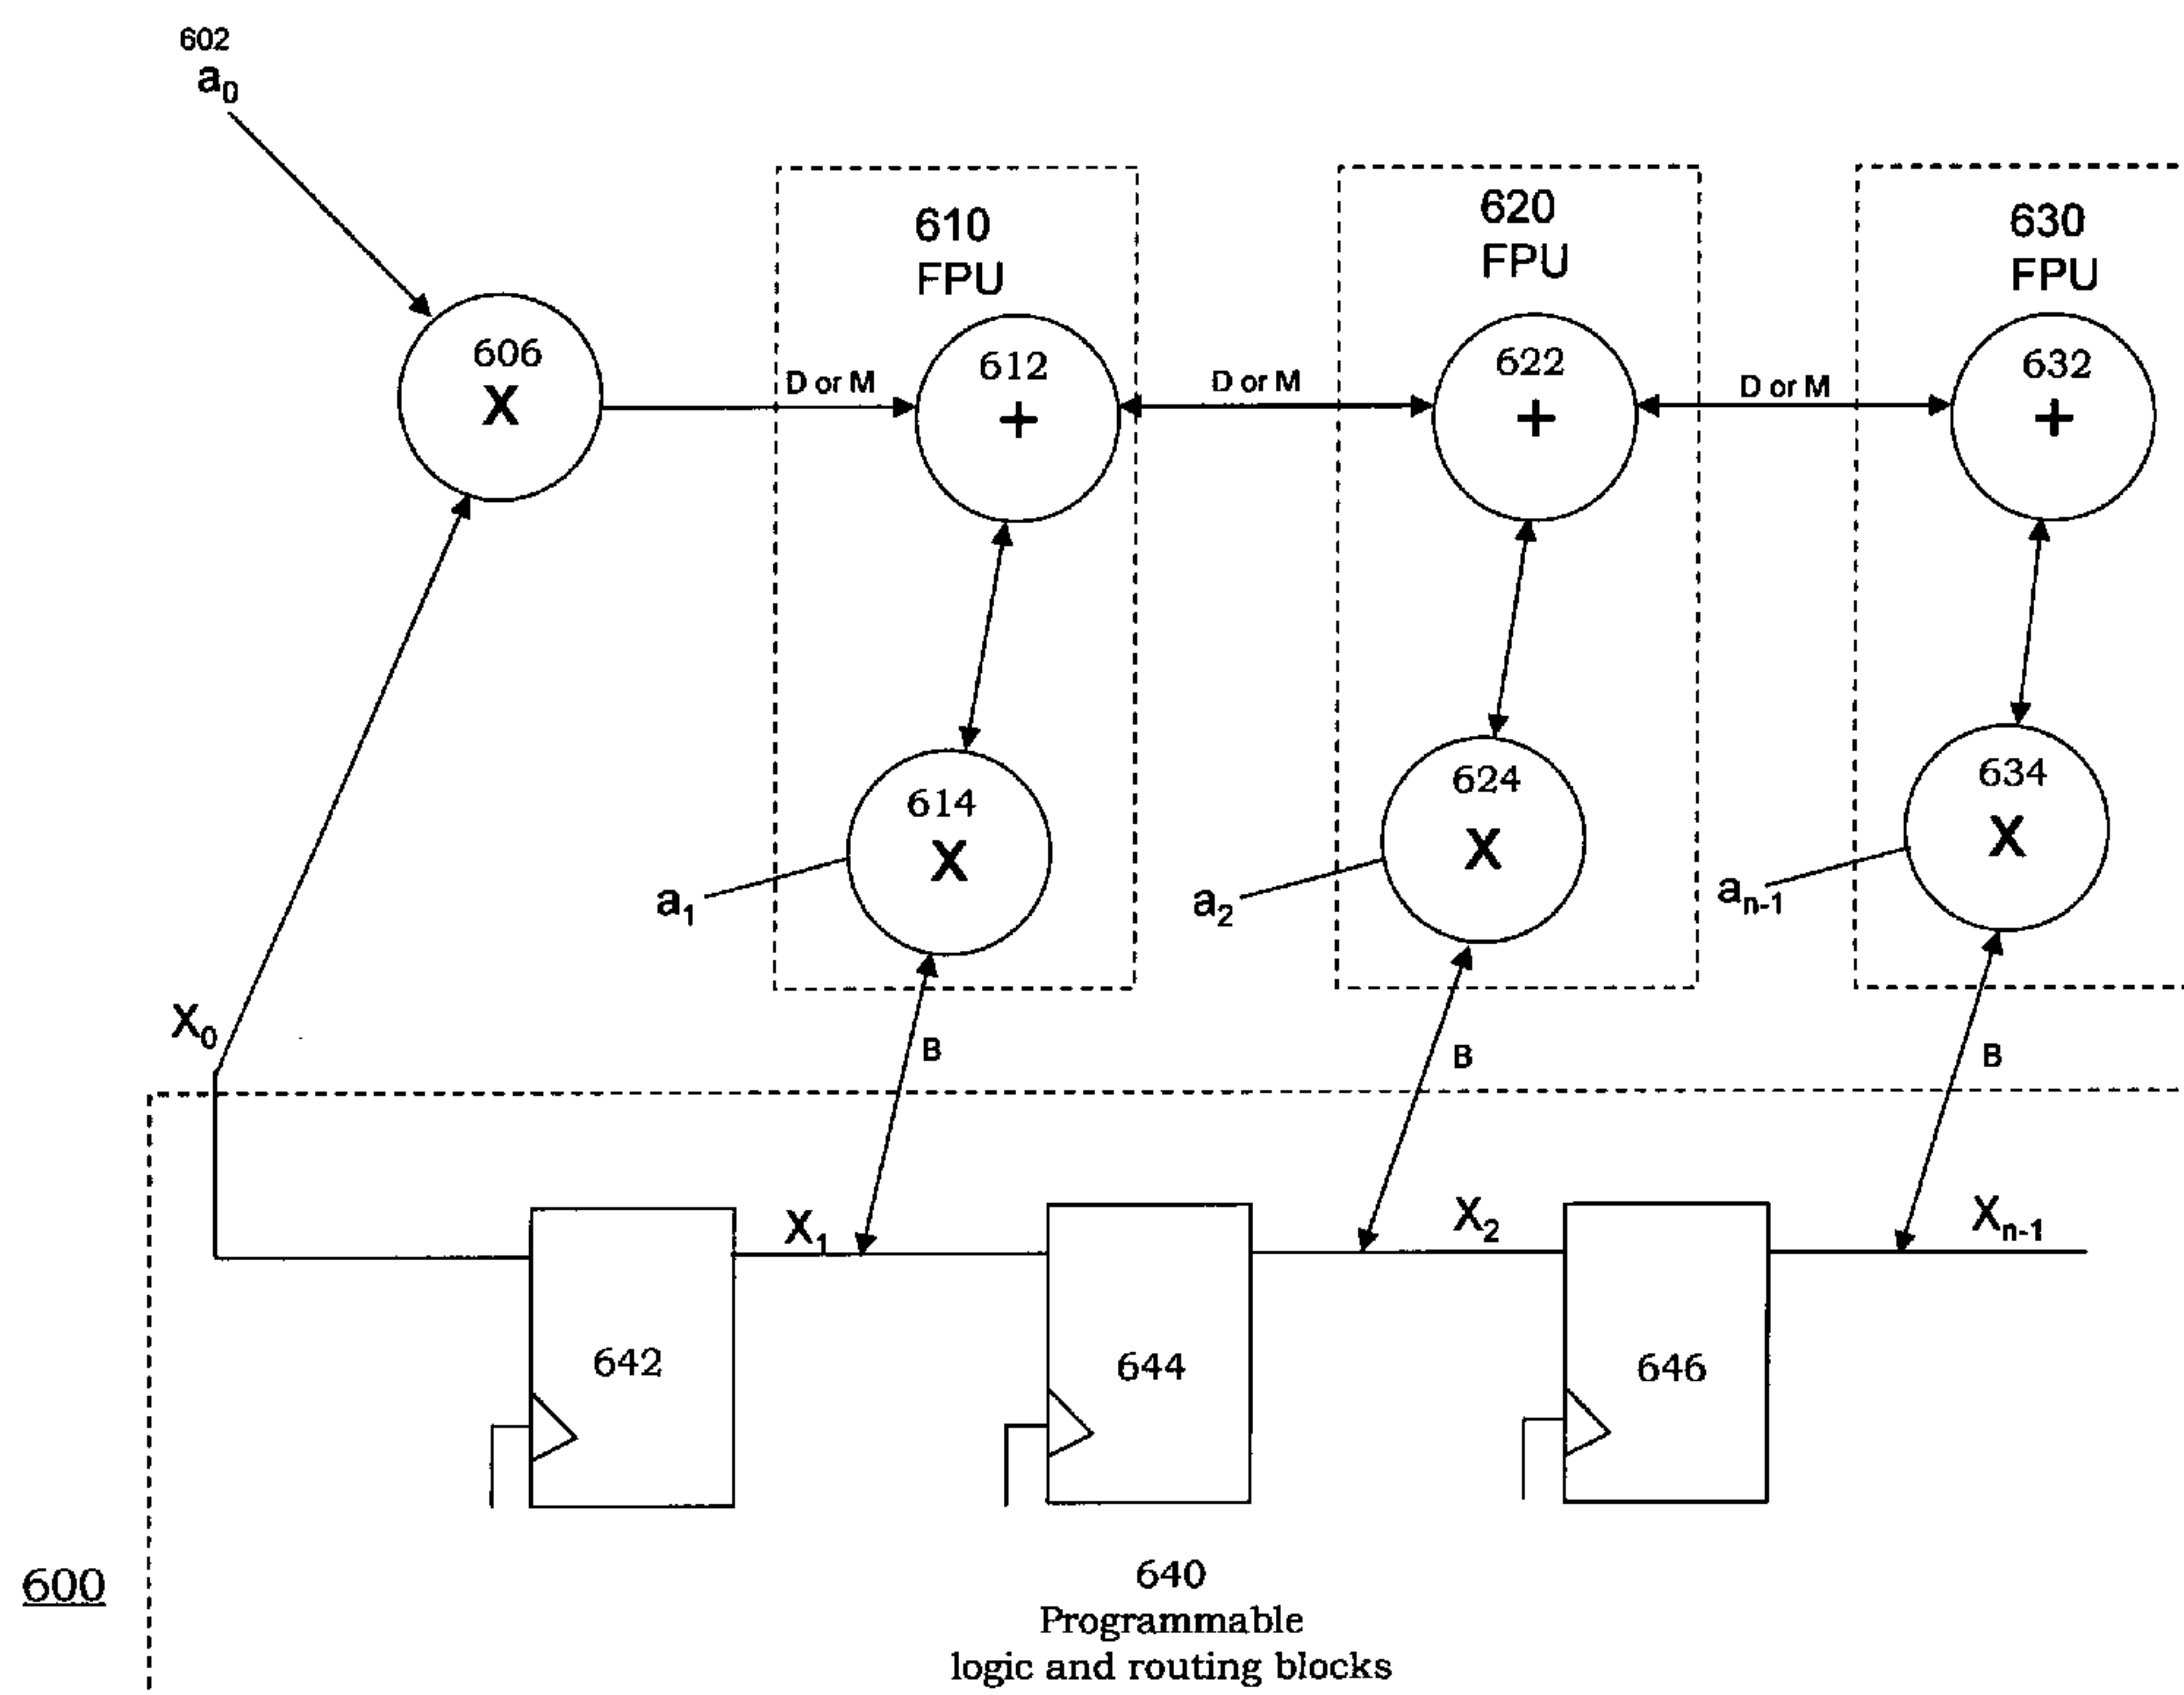 602
a0
610
FPU
620
FPU
630
FPU
606
X
D or M
612
+
D or M
622
+
D or M
632
+
614
X
624
X
634
X
a1
a2
an-1
X0
B
B
B
X1
X2
Xn-1
642
644
646
600
640
Programmable
logic and routing blocks